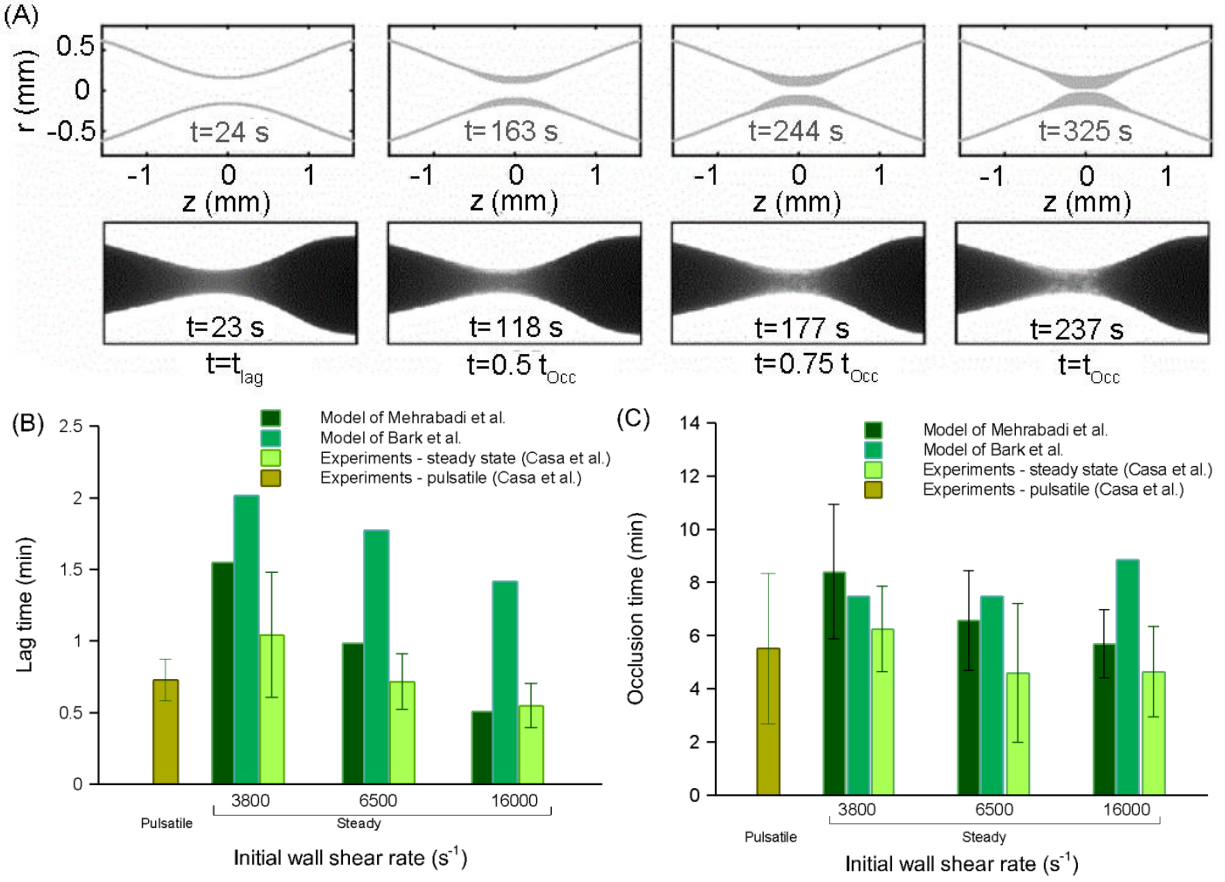 (A)
0.5
0
-0.5
r (mm)
t=24 s
t=163 s
t=244 s
t=325 s
-1 0 1
-1 0 1
-1 0 1
-1 0 1
z (mm)
z (mm)
z (mm)
z (mm)
t=23 s
t=118 s
t=177 s
t=237 s
t=tlag
t=0.5 tOcc
t=0.75 tOcc
t=tOcc
(B)
Model of Mehrabadi et al.
Model of Bark et al.
Experiments - steady state (Casa et al.)
Experiments - pulsatile (Casa et al.)
2.5
2
1.5
1
0.5
0
Lag time (min)
3800 6500 16000
Pulsatile
Steady
Initial wall shear rate (s-1)
(C)
Model of Mehrabadi et al.
Model of Bark et al.
Experiments - steady state (Casa et al.)
Experiments - pulsatile (Casa et al.)
14
12
10
8
6
4
2
0
Occlusion time (min)
3800 6500 16000
Pulsatile
Steady
Initial wall shear rate (s-1)